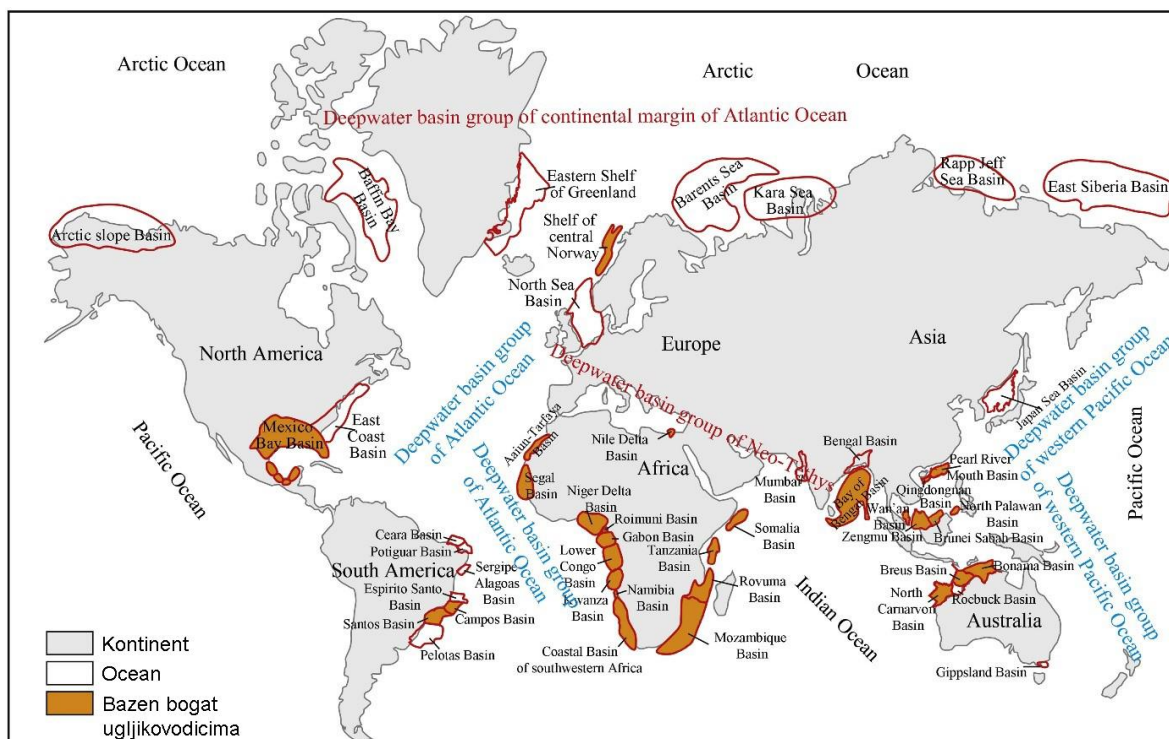 Arctic Ocean
Arctic Ocean
Deepwater basin group of continental margin of Atlantic Ocean
Baffin Bay
Basin
Eastern Shelf
of Greenland
Barents Sea
Basin
Kara Sea
Basin
Rapp Jeff
Sea Basin
East Siberia Basin
Arctic slope Basin
Shelf of
central
Norway
North Sea
Basin
North America
Europe
Asia
Deepwater basin group
of Atlantic Ocean
Deepwater basin group of Neo-Tethys
Deepwater basin group
of western Pacific Ocean
Japan Sea Basin
Mexico
Bay Basin
East
Coast
Basin
Pacific Ocean
Pacific Ocean
Aaiun-Tarfaya
Basin
Nile Delta
Basin
Africa
Segal
Basin
Deepwater basin group
of Atlantic Ocean
Mumbar
Basin
Bengal Basin
Bay of
Bengal Basin
Pearl River
Mouth Basin
Qingdongnan
Basin
Wan'an
Basin
North Palawan
Basin
Zengmu Basin
Brunei Sabah Basin
Deepwater basin group
of western Pacific Ocean
Niger Delta
Basin
Roimuni Basin
Gabon Basin
Lower
Congo
Basin
Somalia
Basin
Tanzania
Basin
Ceara Basin
Potiguar Basin
South America
Sergipe
Alagoas
Basin
Espirito Santo
Basin
Campos Basin
Santos Basin
Pelotas Basin
Kwanza
Basin
Namibia
Basin
Rovuma
Basin
Indian Ocean
Mozambique
Basin
Coastal Basin
of southwestern Africa
Breus Basin
Bonama Basin
North
Carnarvon
Basin
Rocbuck Basin
Australia
Gippsland Basin
Kontinent
Ocean
Bazen bogat
ugljikovodicima